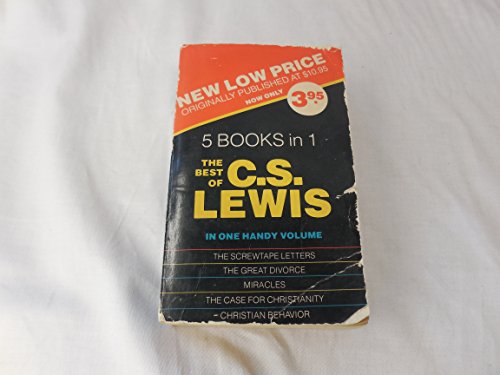 NEW LOW PRICE
ORIGINALLY PUBLISHED AT $10.95
NOW ONLY
3.95
5 BOOKS in 1
THE BEST OF C.S. LEWIS
IN ONE HANDY VOLUME
THE SCREWTAPE LETTERS
THE GREAT DIVORCE
MIRACLES
THE CASE FOR CHRISTIANITY
CHRISTIAN BEHAVIOR